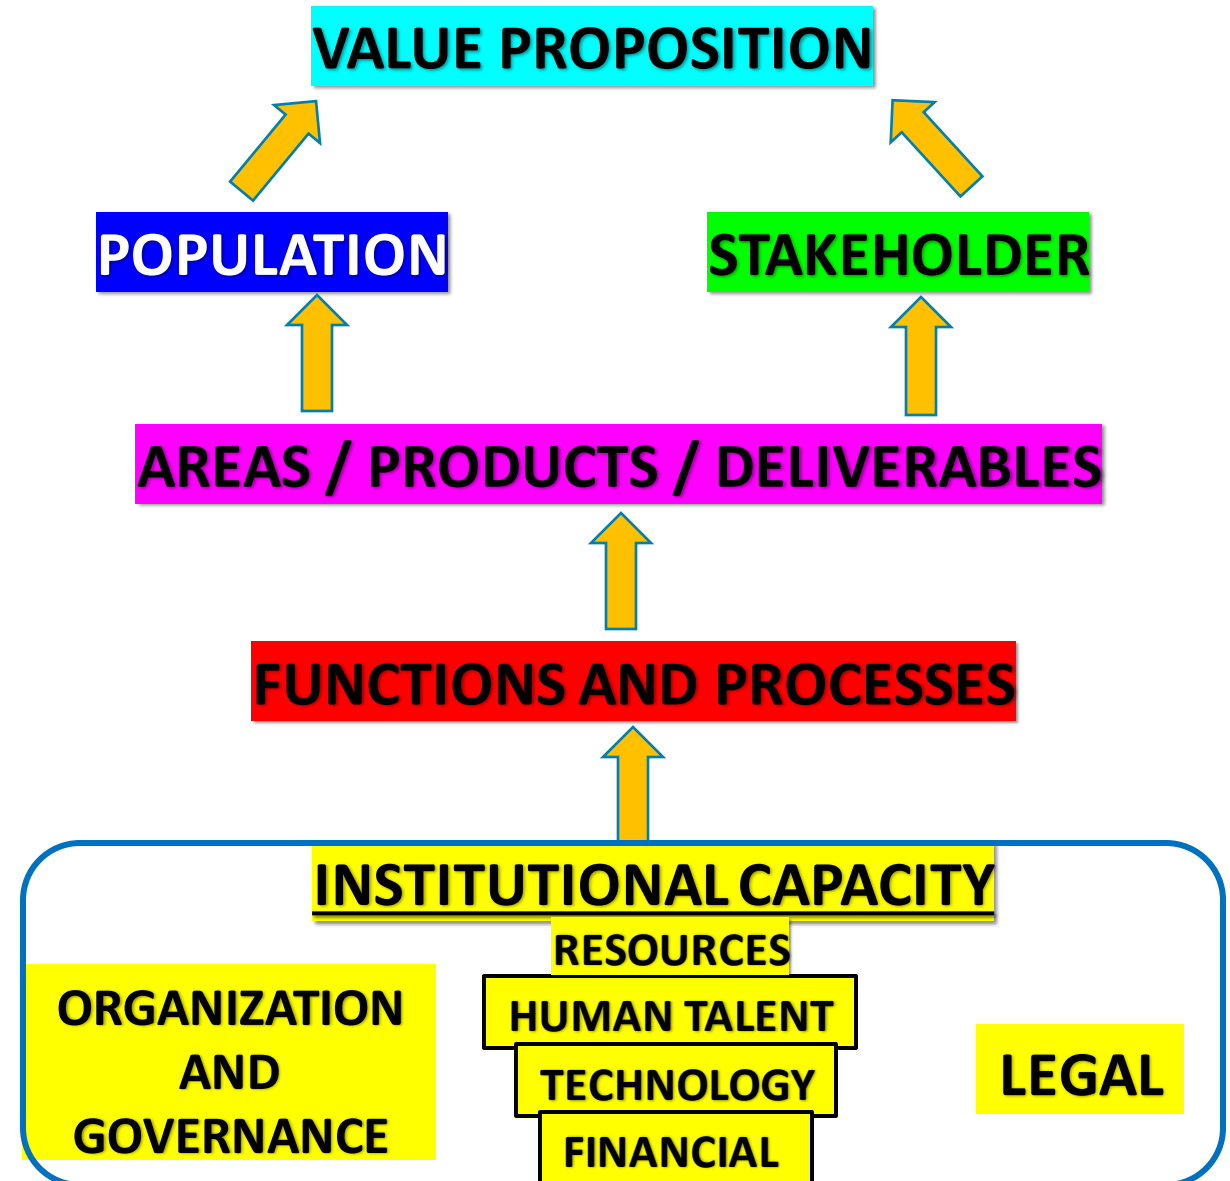 VALUE PROPOSITION
POPULATION
STAKEHOLDER
AREAS / PRODUCTS / DELIVERABLES
FUNCTIONS AND PROCESSES
INSTITUTIONAL CAPACITY
RESOURCES
ORGANIZATION
AND
GOVERNANCE
HUMAN TALENT
TECHNOLOGY
FINANCIAL
LEGAL